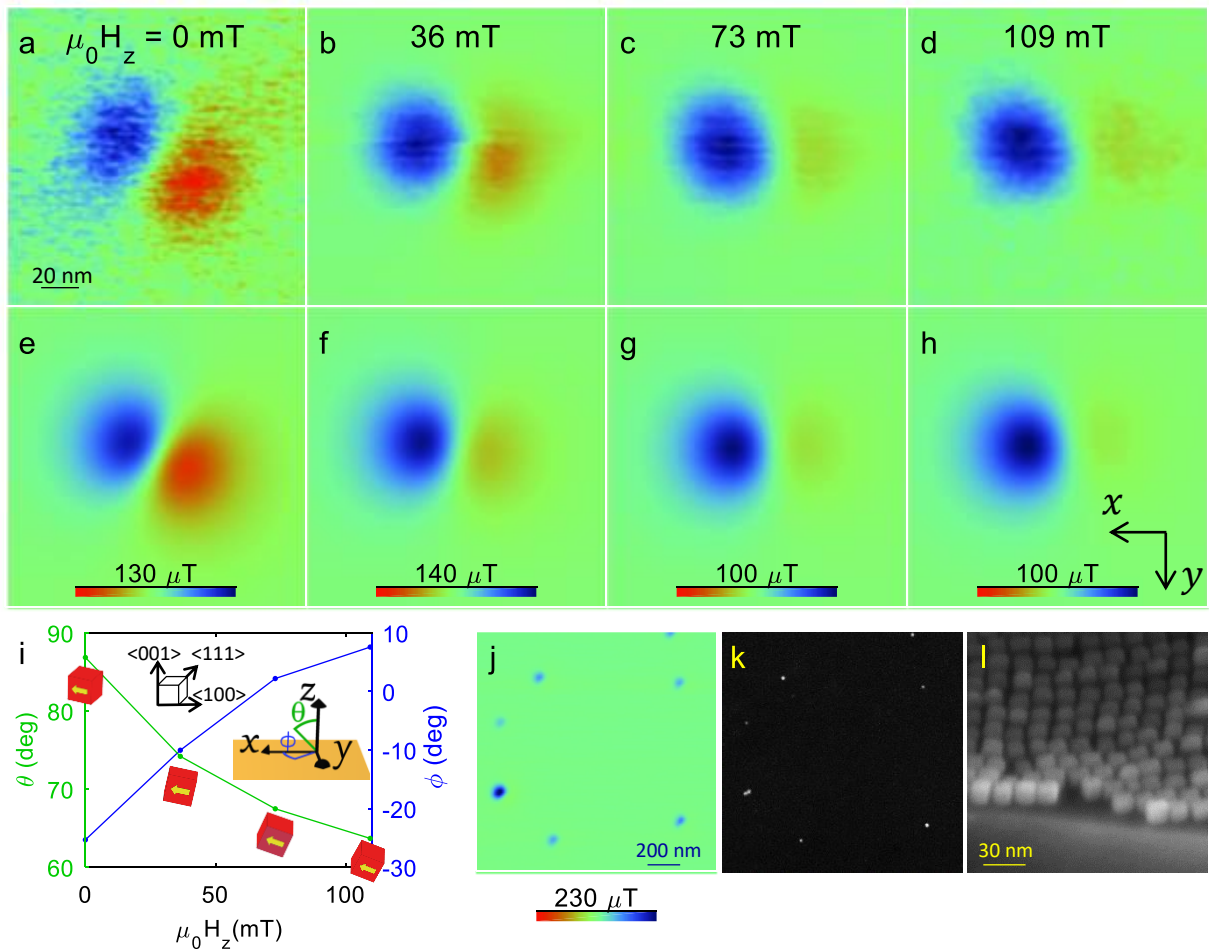 a μ₀H_z = 0 mT
b 36 mT
c 73 mT
d 109 mT
20 nm
e f g h
x
y
130 μT
140 μT
100 μT
100 μT
i
90
80
70
60
θ (deg)
<001>
<111>
<100>
z
θ
ϕ
x
y
10
0
-10
-20
-30
ϕ (deg)
0 50 100
μ₀H_z(mT)
j
200 nm
230 μT
k
l
30 nm